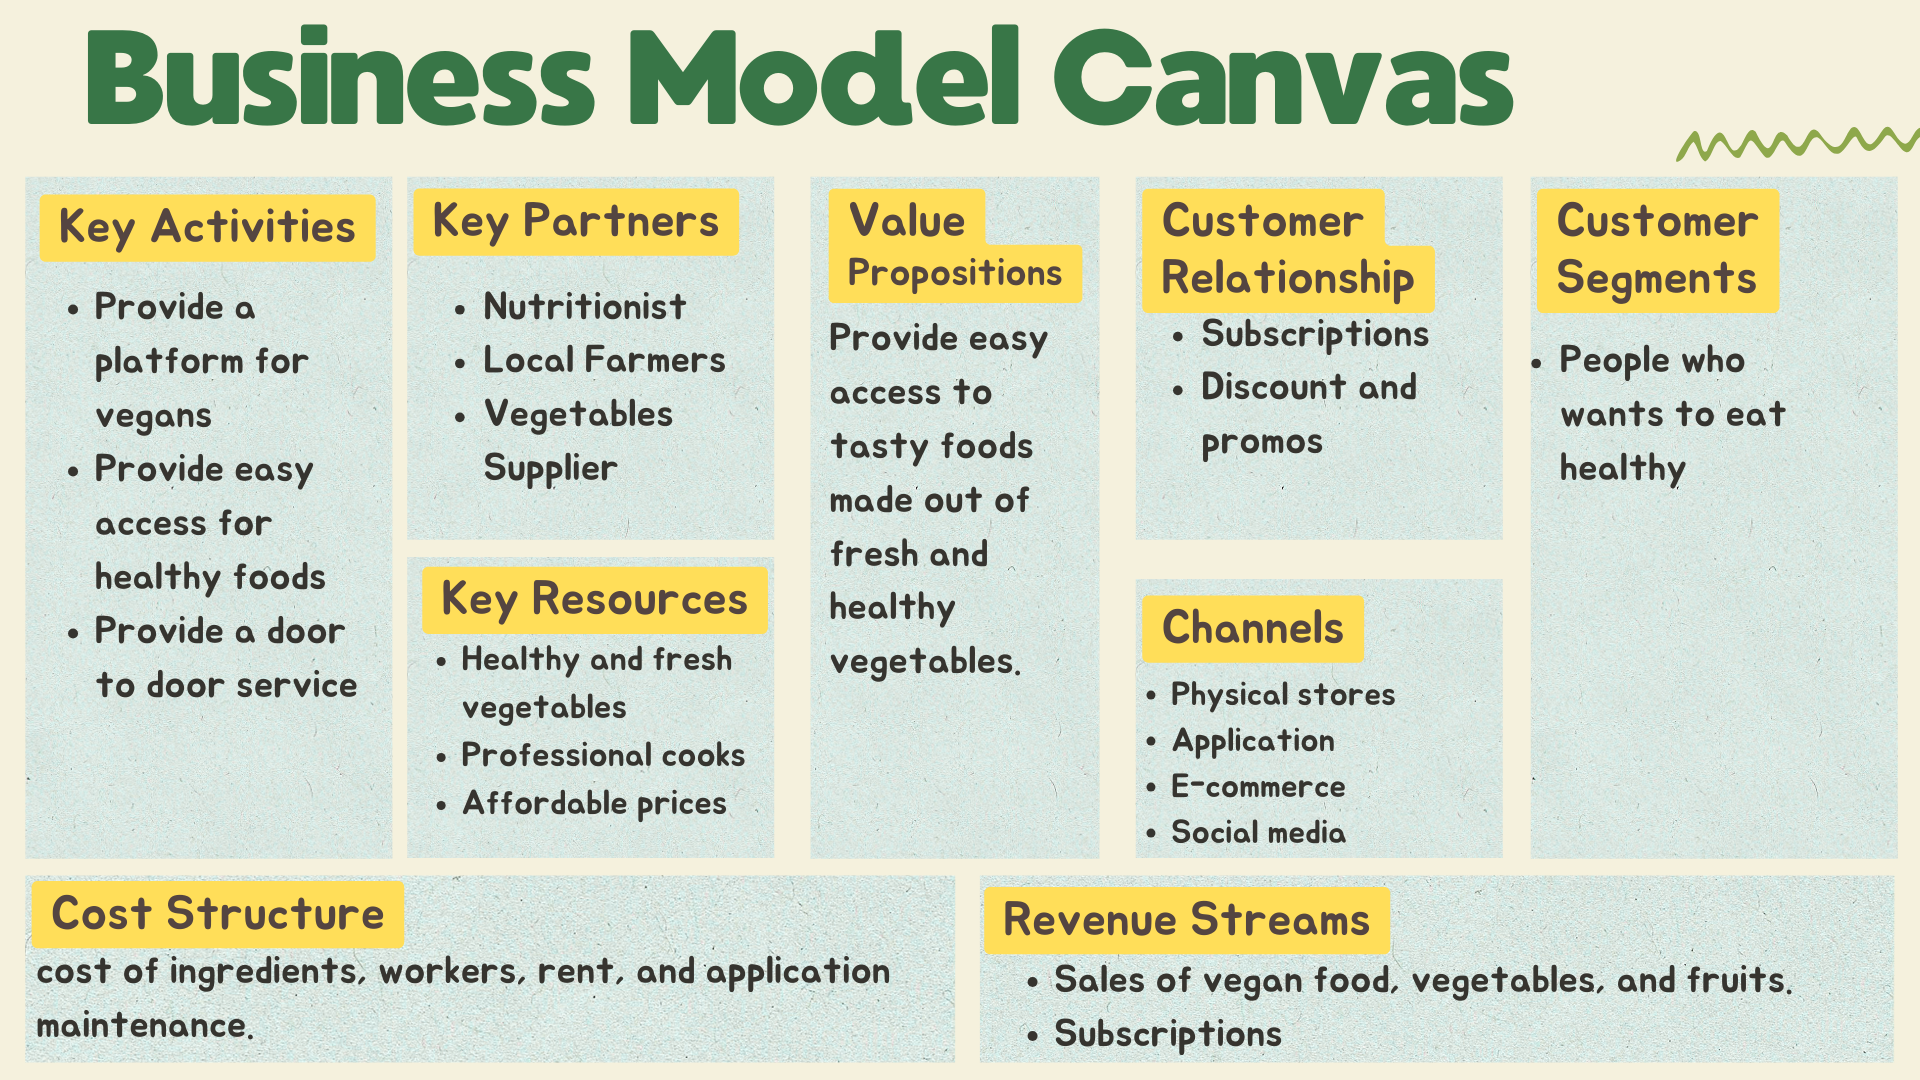 Business Model Canvas
Key Activities
• Provide a
platform for
vegans
• Provide easy
access for
healthy foods
• Provide a door
to door service
Key Partners
• Nutritionist
• Local Farmers
• Vegetables
Supplier
Key Resources
• Healthy and fresh
vegetables
• Professional cooks
• Affordable prices
Value
Propositions
Provide easy
access to
tasty foods
made out of
fresh and
healthy
vegetables.
Customer
Relationship
• Subscriptions
• Discount and
promos
Channels
• Physical stores
• Application
• E-commerce
• Social media
Customer
Segments
• People who
wants to eat
healthy
Cost Structure
cost of ingredients, workers, rent, and application
maintenance.
Revenue Streams
• Sales of vegan food, vegetables, and fruits.
• Subscriptions